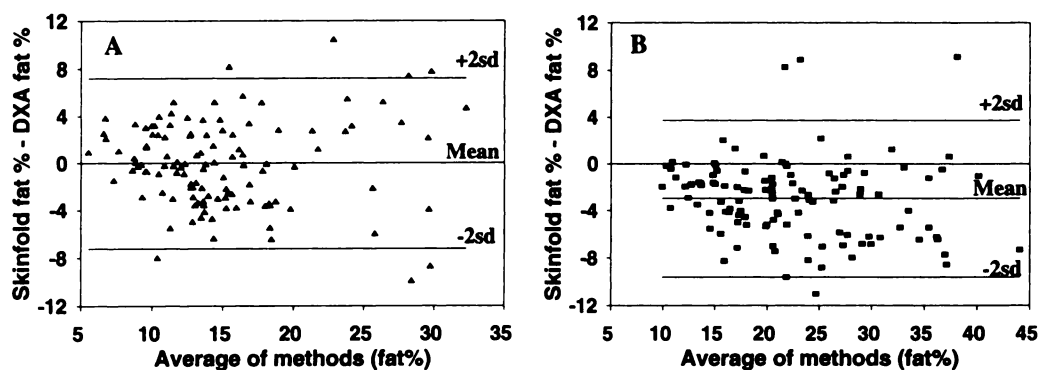 A
Skinfold fat % - DXA fat %
12
8
4
0
-4
-8
-12
+2sd
Mean
-2sd
5 10 15 20 25 30 35
Average of methods (fat%)
B
Skinfold fat % - DXA fat %
12
8
4
0
-4
-8
-12
+2sd
Mean
-2sd
5 10 15 20 25 30 35 40 45
Average of methods (fat%)